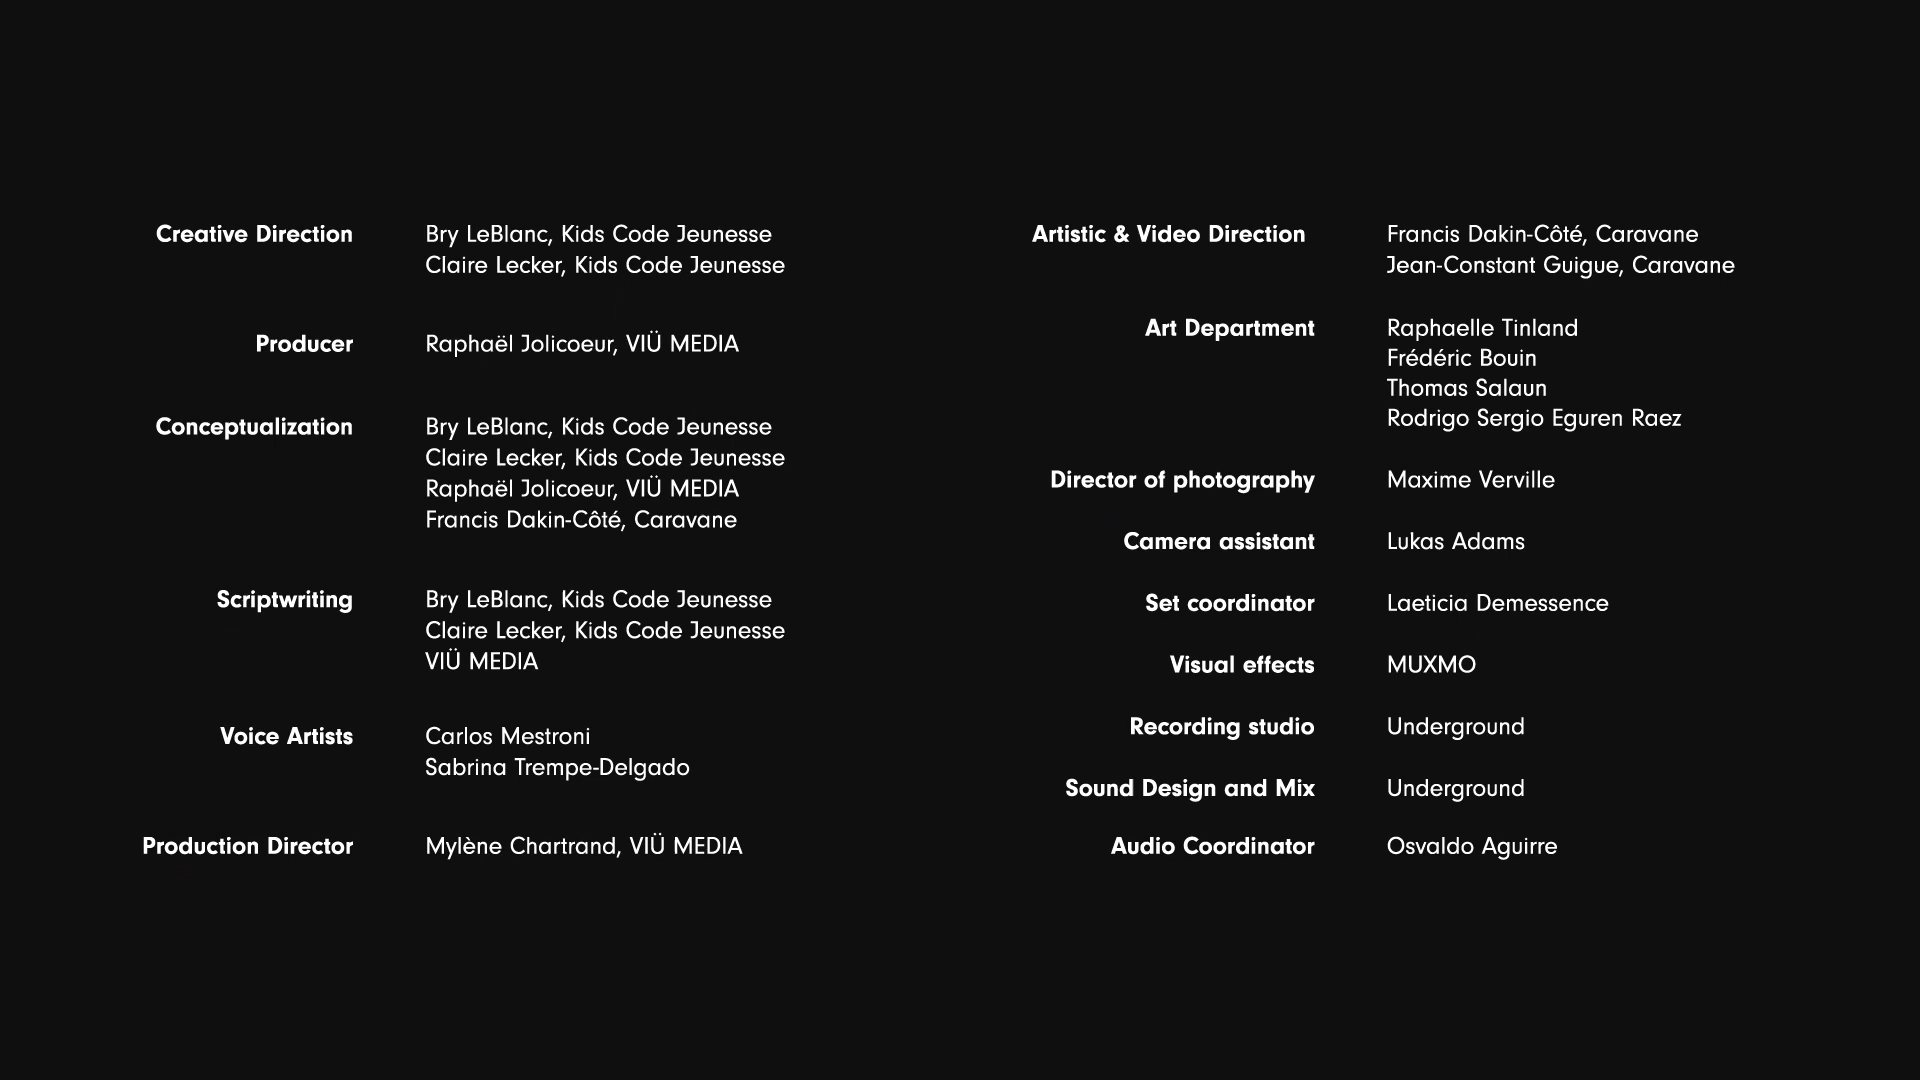 Creative Direction Bry LeBlanc, Kids Code Jeunesse
Claire Lecker, Kids Code Jeunesse
Producer Raphaël Jolicoeur, VIÜ MEDIA
Conceptualization Bry LeBlanc, Kids Code Jeunesse
Claire Lecker, Kids Code Jeunesse
Raphaël Jolicoeur, VIÜ MEDIA
Francis Dakin-Côté, Caravane
Scriptwriting Bry LeBlanc, Kids Code Jeunesse
Claire Lecker, Kids Code Jeunesse
VIÜ MEDIA
Voice Artists Carlos Mestroni
Sabrina Trempe-Delgado
Production Director Mylène Chartrand, VIÜ MEDIA
Artistic & Video Direction Francis Dakin-Côté, Caravane
Jean-Constant Guigue, Caravane
Art Department Raphaelle Tinland
Frédéric Bouin
Thomas Salaun
Rodrigo Sergio Eguren Raez
Director of photography Maxime Verville
Camera assistant Lukas Adams
Set coordinator Laeticia Demessence
Visual effects MUXMO
Recording studio Underground
Sound Design and Mix Underground
Audio Coordinator Osvaldo Aguirre